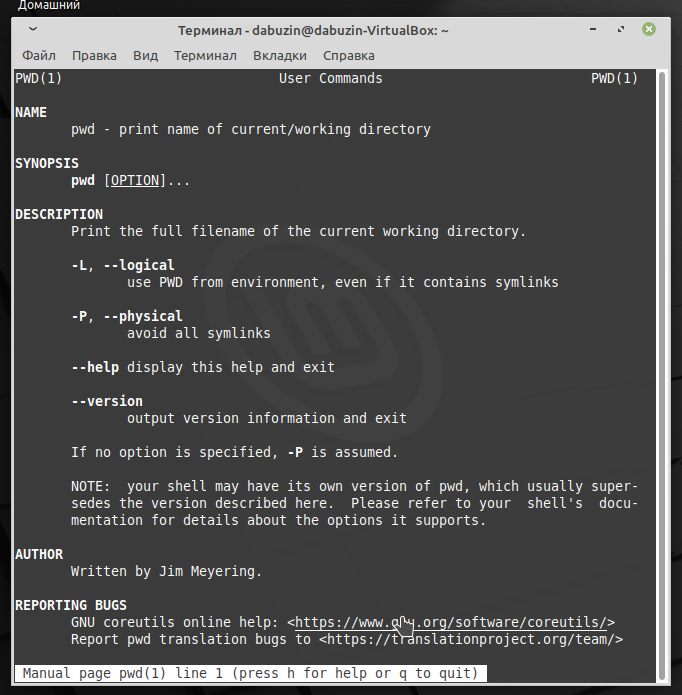 Домашний
Терминал - dabuzin@dabuzin-VirtualBox: ~
Файл Правка Вид Терминал Вкладки Справка
PWD(1) User Commands PWD(1)
NAME
pwd - print name of current/working directory
SYNOPSIS
pwd [OPTION]...
DESCRIPTION
Print the full filename of the current working directory.
-L, --logical
use PWD from environment, even if it contains symlinks
-P, --physical
avoid all symlinks
--help display this help and exit
--version
output version information and exit
If no option is specified, -P is assumed.
NOTE: your shell may have its own version of pwd, which usually super-
sedes the version described here. Please refer to your shell's docu-
mentation for details about the options it supports.
AUTHOR
Written by Jim Meyering.
REPORTING BUGS
GNU coreutils online help: <https://www.gnu.org/software/coreutils/>
Report pwd translation bugs to <https://translationproject.org/team/>
Manual page pwd(1) line 1 (press h for help or q to quit)